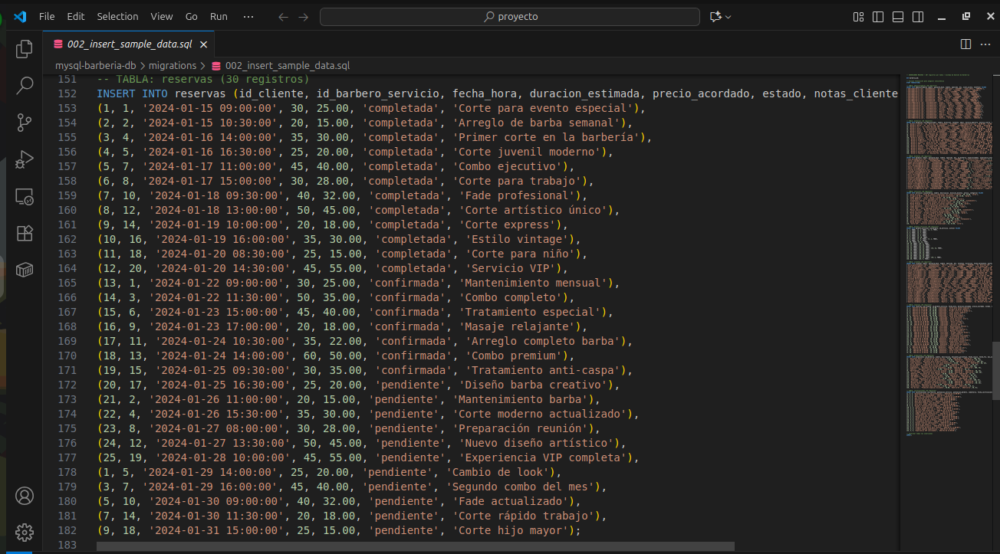 File Edit Selection View Go Run ··· proyecto
002_insert_sample_data.sql
mysql-barberia-db > migrations > 002_insert_sample_data.sql
151 -- TABLA: reservas (30 registros)
152 INSERT INTO reservas (id_cliente, id_barbero_servicio, fecha_hora, duracion_estimada, precio_acordado, estado, notas_cliente
153 (1, 1, '2024-01-15 09:00:00', 30, 25.00, 'completada', 'Corte para evento especial'),
154 (2, 2, '2024-01-15 10:30:00', 20, 15.00, 'completada', 'Arreglo de barba semanal'),
155 (3, 4, '2024-01-16 14:00:00', 35, 30.00, 'completada', 'Primer corte en la barbería'),
156 (4, 5, '2024-01-16 16:30:00', 25, 20.00, 'completada', 'Corte juvenil moderno'),
157 (5, 7, '2024-01-17 11:00:00', 45, 40.00, 'completada', 'Combo ejecutivo'),
158 (6, 8, '2024-01-17 15:00:00', 30, 28.00, 'completada', 'Corte para trabajo'),
159 (7, 10, '2024-01-18 09:30:00', 40, 32.00, 'completada', 'Fade profesional'),
160 (8, 12, '2024-01-18 13:00:00', 50, 45.00, 'completada', 'Corte artístico único'),
161 (9, 14, '2024-01-19 10:00:00', 20, 18.00, 'completada', 'Corte express'),
162 (10, 16, '2024-01-19 16:00:00', 35, 30.00, 'completada', 'Estilo vintage'),
163 (11, 18, '2024-01-20 08:30:00', 25, 15.00, 'completada', 'Corte para niño'),
164 (12, 20, '2024-01-20 14:30:00', 45, 55.00, 'completada', 'Servicio VIP'),
165 (13, 1, '2024-01-22 09:00:00', 30, 25.00, 'confirmada', 'Mantenimiento mensual'),
166 (14, 3, '2024-01-22 11:30:00', 50, 35.00, 'confirmada', 'Combo completo'),
167 (15, 6, '2024-01-23 15:00:00', 45, 40.00, 'confirmada', 'Tratamiento especial'),
168 (16, 9, '2024-01-23 17:00:00', 20, 18.00, 'confirmada', 'Masaje relajante'),
169 (17, 11, '2024-01-24 10:30:00', 35, 22.00, 'confirmada', 'Arreglo completo barba'),
170 (18, 13, '2024-01-24 14:00:00', 60, 50.00, 'confirmada', 'Combo premium'),
171 (19, 15, '2024-01-25 09:30:00', 30, 35.00, 'confirmada', 'Tratamiento anti-caspa'),
172 (20, 17, '2024-01-25 16:30:00', 25, 20.00, 'pendiente', 'Diseño barba creativo'),
173 (21, 2, '2024-01-26 11:00:00', 20, 15.00, 'pendiente', 'Mantenimiento barba'),
174 (22, 4, '2024-01-26 15:30:00', 35, 30.00, 'pendiente', 'Corte moderno actualizado'),
175 (23, 8, '2024-01-27 08:00:00', 30, 28.00, 'pendiente', 'Preparación reunión'),
176 (24, 12, '2024-01-27 13:30:00', 50, 45.00, 'pendiente', 'Nuevo diseño artístico'),
177 (25, 19, '2024-01-28 10:00:00', 45, 55.00, 'pendiente', 'Experiencia VIP completa'),
178 (1, 5, '2024-01-29 14:00:00', 25, 20.00, 'pendiente', 'Cambio de look'),
179 (3, 7, '2024-01-29 16:00:00', 45, 40.00, 'pendiente', 'Segundo combo del mes'),
180 (5, 10, '2024-01-30 09:00:00', 40, 32.00, 'pendiente', 'Fade actualizado'),
181 (7, 14, '2024-01-30 11:30:00', 20, 18.00, 'pendiente', 'Corte rápido trabajo'),
182 (9, 18, '2024-01-31 15:00:00', 25, 15.00, 'pendiente', 'Corte hijo mayor');
183